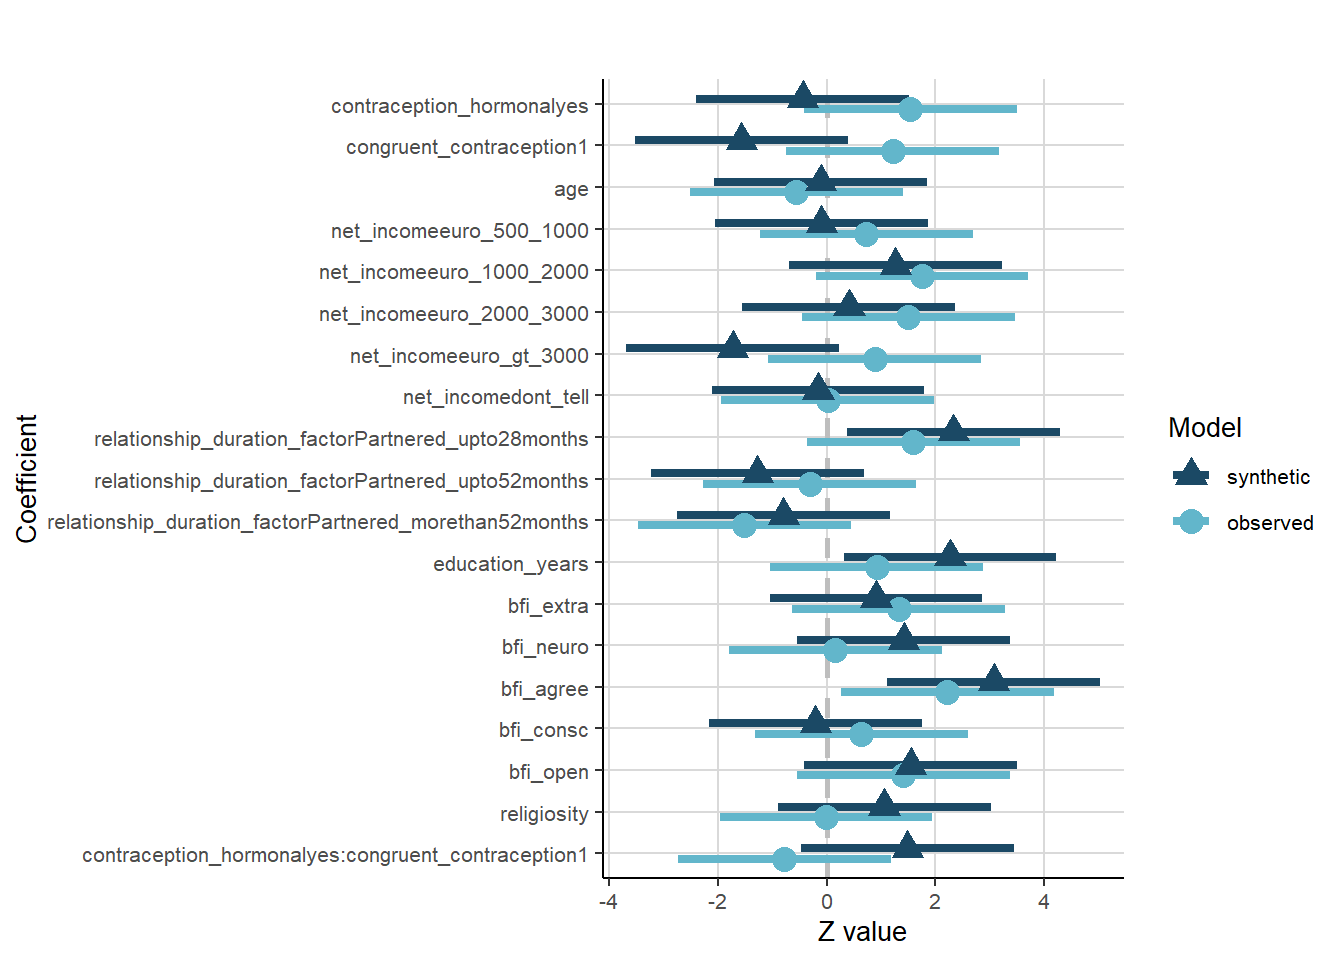 contraception_hormonalyes
congruent_contraception1
age
net_incomeeuro_500_1000
net_incomeeuro_1000_2000
net_incomeeuro_2000_3000
net_incomeeuro_gt_3000
net_incomedont_tell
relationship_duration_factorPartnered_upto28months
relationship_duration_factorPartnered_upto52months
relationship_duration_factorPartnered_morethan52months
education_years
bfi_extra
bfi_neuro
bfi_agree
bfi_consc
bfi_open
religiosity
contraception_hormonalyes:congruent_contraception1
Coefficient
-4 -2 0 2 4
Z value
Model
synthetic
observed